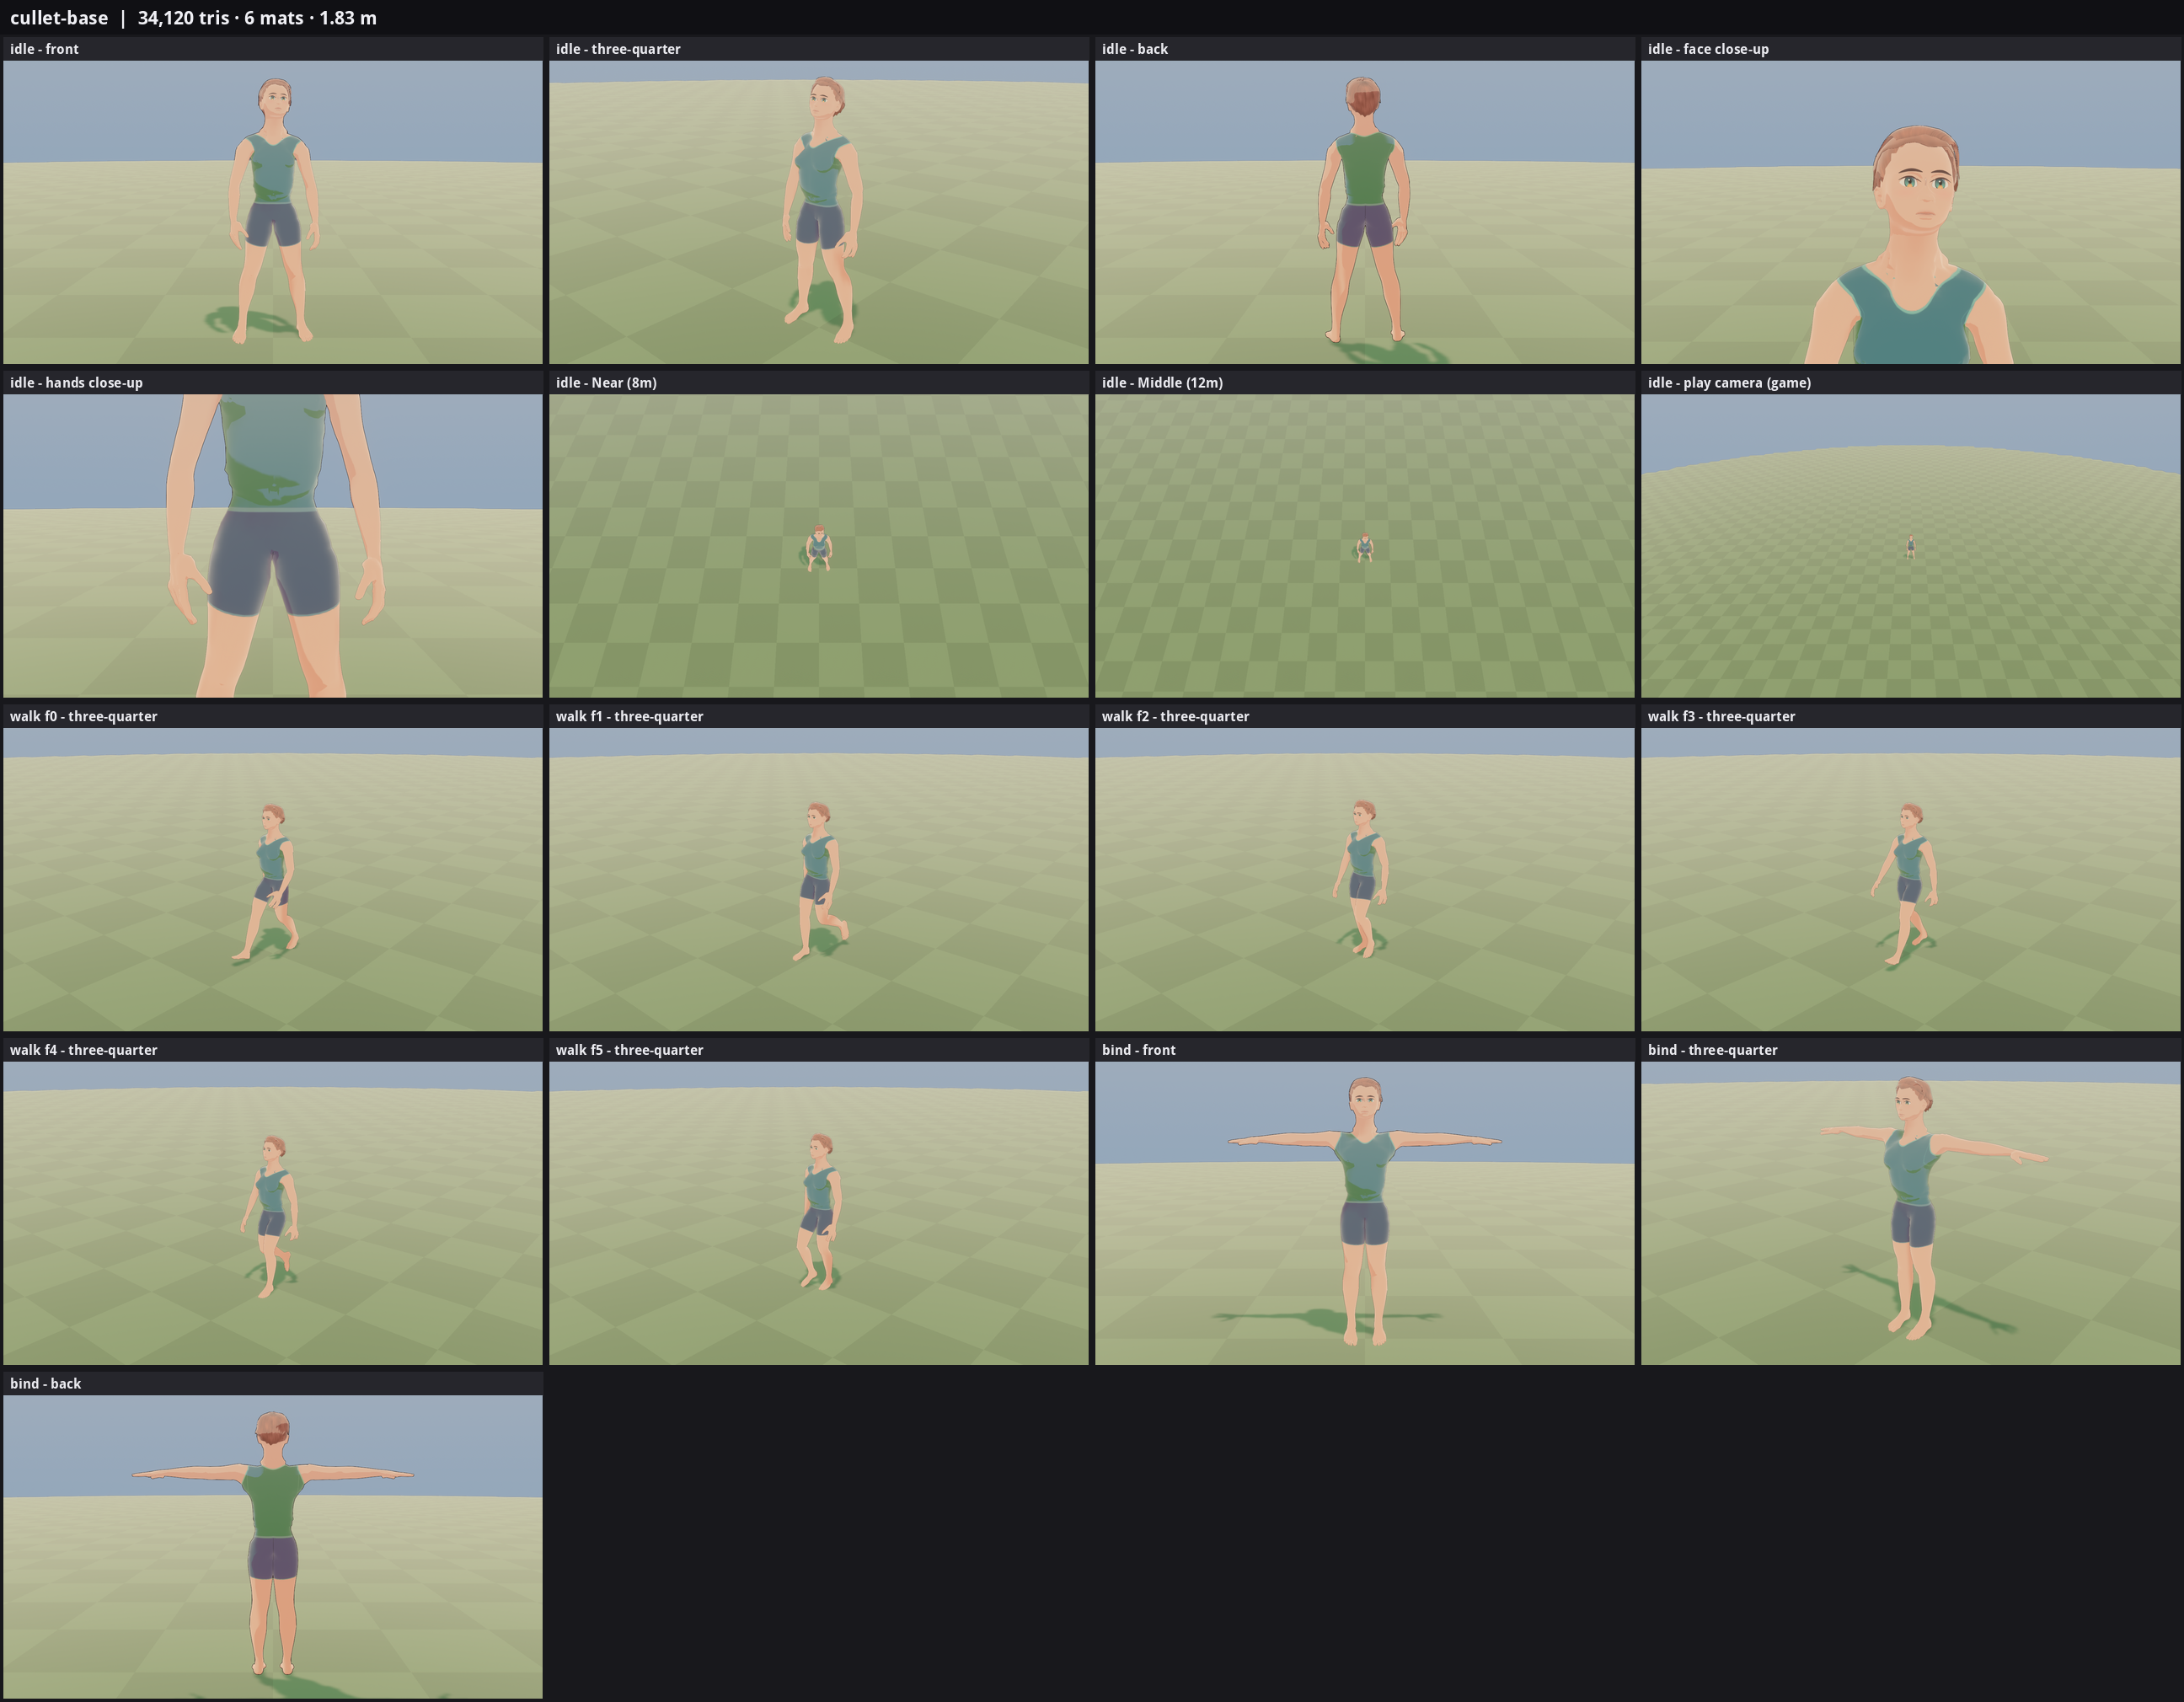 cullet-base | 34,120 tris · 6 mats · 1.83 m
idle - front
idle - three-quarter
idle - back
idle - face close-up
idle - hands close-up
idle - Near (8m)
idle - Middle (12m)
idle - play camera (game)
walk f0 - three-quarter
walk f1 - three-quarter
walk f2 - three-quarter
walk f3 - three-quarter
walk f4 - three-quarter
walk f5 - three-quarter
bind - front
bind - three-quarter
bind - back